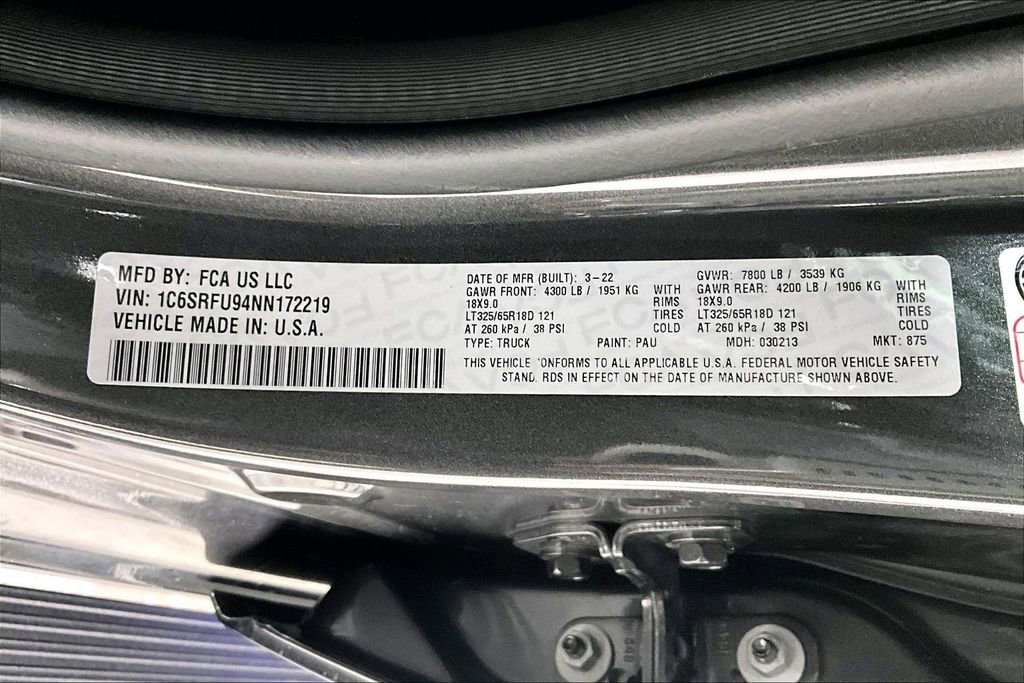 MFD BY: FCA US LLC
VIN: 1C6SRFU94NN172219
VEHICLE MADE IN: U.S.A.
DATE OF MFR (BUILT): 3-22
GAWR FRONT: 4300 LB / 1951 KG WITH
18X9.0 RIMS
LT325/65R18D 121 TIRES
AT 260 kPa / 38 PSI COLD
TYPE: TRUCK PAINT: PAU
GVWR: 7800 LB / 3539 KG
GAWR REAR: 4200 LB / 1906 KG WITH
18X9.0 RIMS
LT325/65R18D 121 TIRES
AT 260 kPa / 38 PSI COLD
MDH: 030213 MKT: 875
THIS VEHICLE CONFORMS TO ALL APPLICABLE U.S.A. FEDERAL MOTOR VEHICLE SAFETY
STANDARDS IN EFFECT ON THE DATE OF MANUFACTURE SHOWN ABOVE.